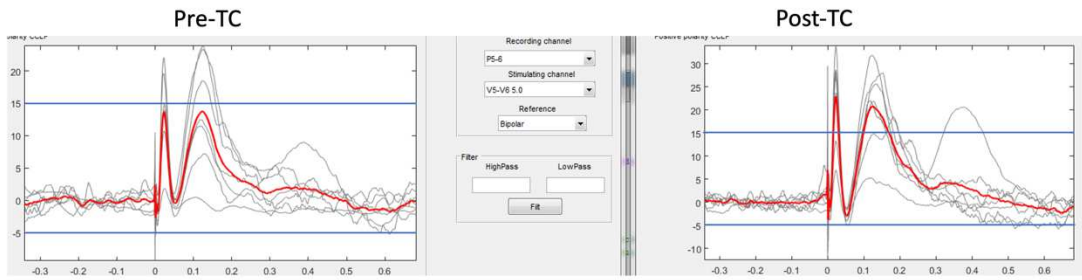 Pre-TC
Post-TC
larity CCEP
20
15
10
5
0
-5
-0.3 -0.2 -0.1 0 0.1 0.2 0.3 0.4 0.5 0.6
Recording channel
P5-6
Stimulating channel
V5-V6 5.0
Reference
Bipolar
Filter
HighPass LowPass
Filt
Positive polarity CCEP
30
25
20
15
10
5
0
-5
-10
-0.3 -0.2 -0.1 0 0.1 0.2 0.3 0.4 0.5 0.6